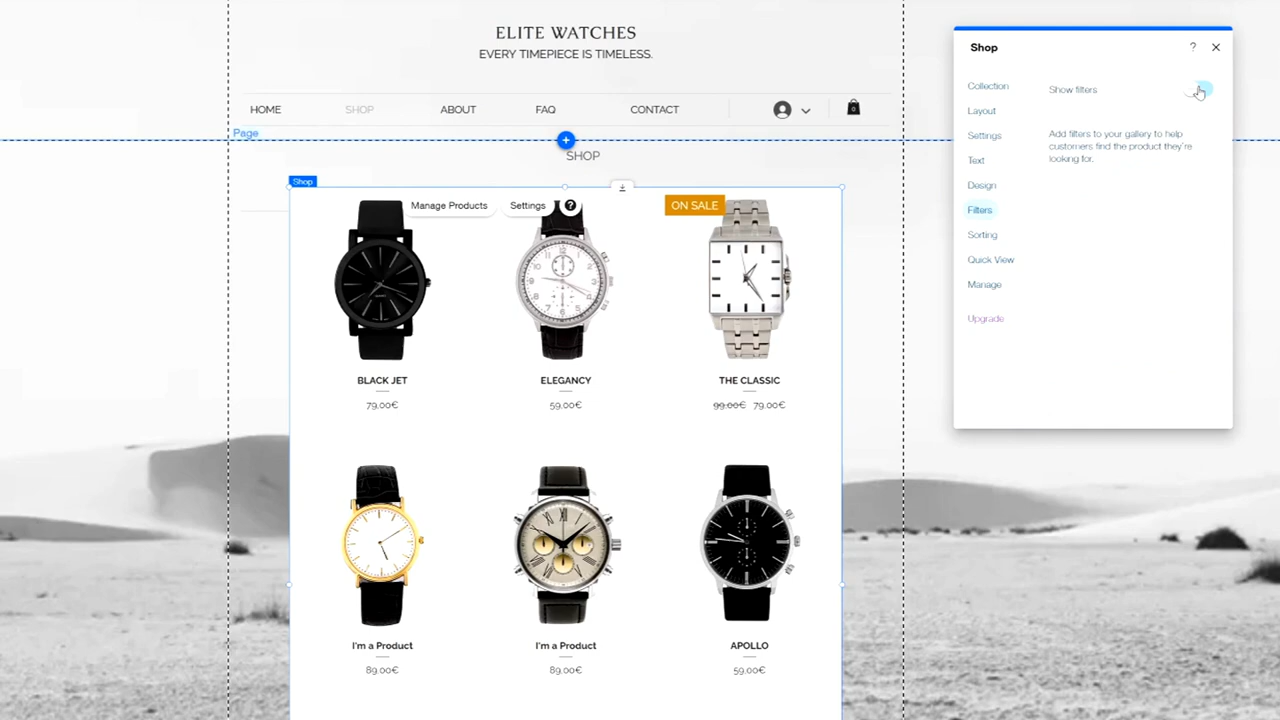 ELITE WATCHES
EVERY TIMEPIECE IS TIMELESS.
HOME SHOP ABOUT FAQ CONTACT 0
Page
+
SHOP
Shop
Manage Products Settings ?
ON SALE
BLACK JET
79,00€
ELEGANCY
59,00€
THE CLASSIC
99,00€ 79,00€
I'm a Product
89,00€
I'm a Product
89,00€
APOLLO
59,00€
Shop ?
Collection
Layout
Settings
Text
Design
Filters
Sorting
Quick View
Manage
Upgrade
Show filters
Add filters to your gallery to help
customers find the product they're
looking for.